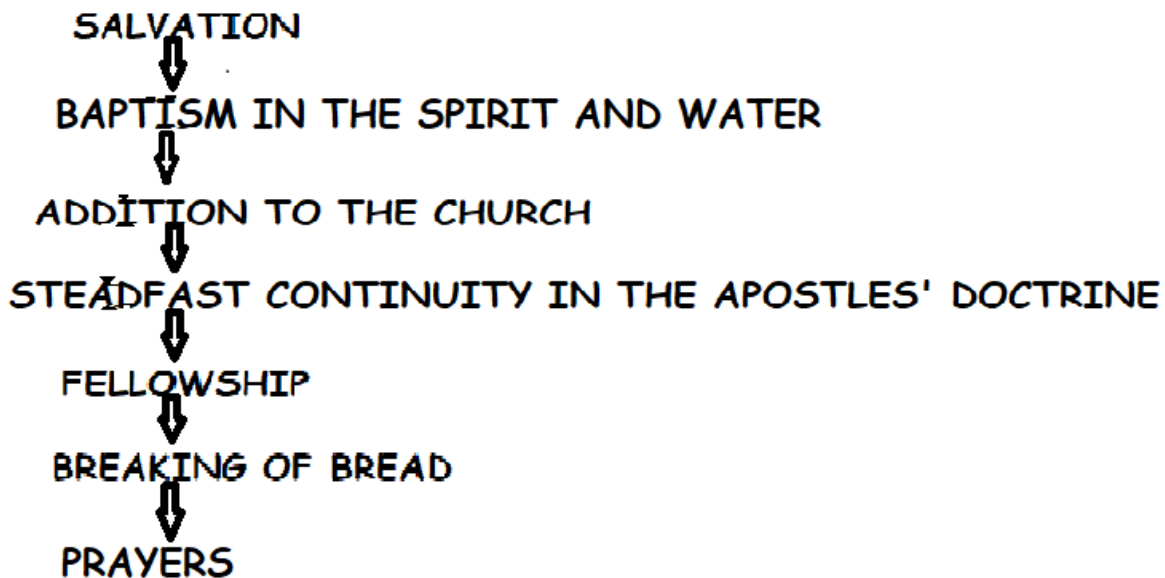 SALVATION
BAPTISM IN THE SPIRIT AND WATER
ADDITION TO THE CHURCH
STEADFAST CONTINUITY IN THE APOSTLES' DOCTRINE
FELLOWSHIP
BREAKING OF BREAD
PRAYERS